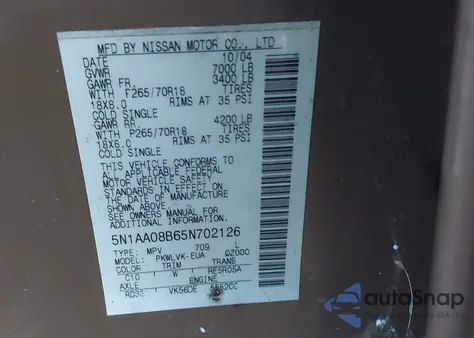 MFD BY NISSAN MOTOR CO., LTD
DATE 10/04
GVWR 7000 LB
GAWR FR. 3400 LB
WITH P265/70R18 TIRES
18X8.0 RIMS AT 35 PSI
COLD SINGLE
GAWR RR. 4200 LB
WITH P265/70R18 TIRES
18X8.0 RIMS AT 35 PSI
COLD SINGLE
THIS VEHICLE CONFORMS TO
ALL APPLICABLE FEDERAL
MOTOR VEHICLE SAFETY
STANDARDS IN EFFECT ON
THE DATE OF MANUFACTURE
SHOWN ABOVE.
SEE OWNERS MANUAL FOR
ADDITIONAL INFORMATION.
5N1AA08B65N702126
TYPE: MPV 709 L
MODEL: PKWLVK-EUA QZ000
COLOR TRIM TRANS
C10 W RE5R05A
AXLE ENGINE
RD33 VK56DE 5552CC
autoSnap